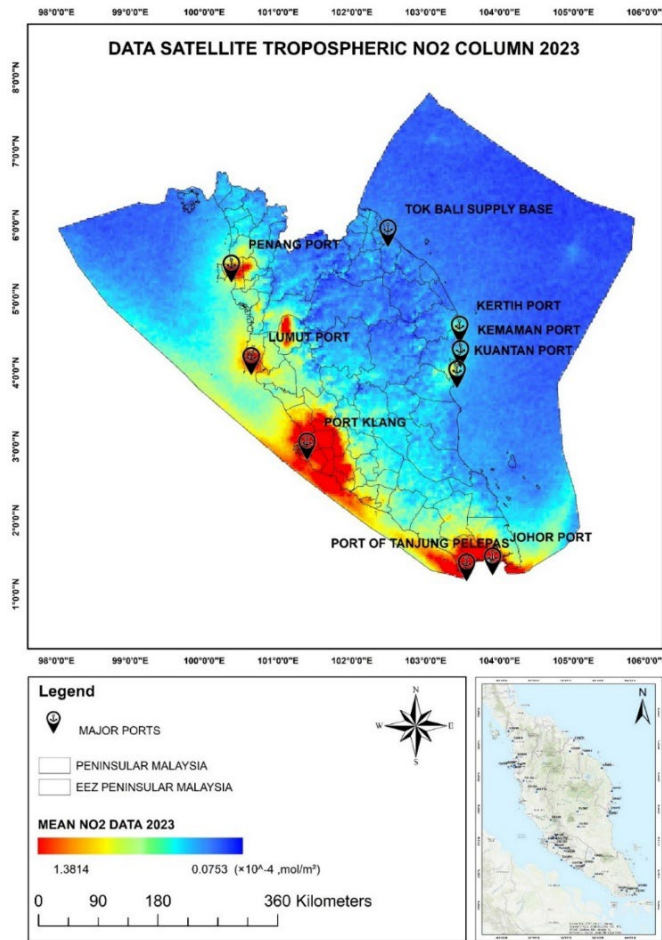 98°0'0"E 99°0'0"E 100°0'0"E 101°0'0"E 102°0'0"E 103°0'0"E 104°0'0"E 105°0'0"E 106°0'0"E
DATA SATELLITE TROPOSPHERIC NO2 COLUMN 2023
8°0'0"N
7°0'0"N
6°0'0"N
5°0'0"N
4°0'0"N
3°0'0"N
2°0'0"N
1°0'0"N
TOK BALI SUPPLY BASE
PENANG PORT
KERTIH PORT
KEMAMAN PORT
LUMUT PORT
KUANTAN PORT
PORT KLANG
PORT OF TANJUNG PELEPAS
JOHOR PORT
98°0'0"E 99°0'0"E 100°0'0"E 101°0'0"E 102°0'0"E 103°0'0"E 104°0'0"E 105°0'0"E 106°0'0"E
Legend
MAJOR PORTS
PENINSULAR MALAYSIA
EEZ PENINSULAR MALAYSIA
MEAN NO2 DATA 2023
1.3814 0.0753 (×10^-4 ,mol/m²)
0 90 180 360 Kilometers
N
W E
S
N